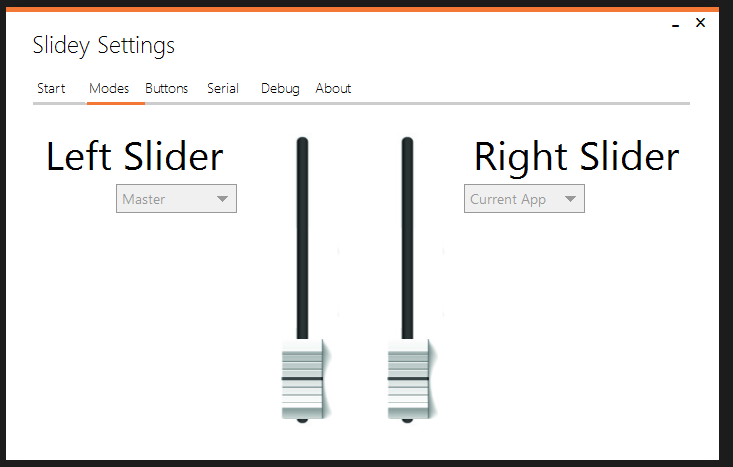 Slidey Settings
Start Modes Buttons Serial Debug About
Left Slider Right Slider
Master Current App